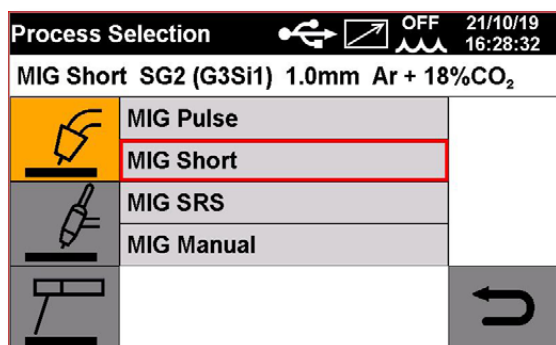 Process Selection OFF 21/10/19
16:28:32
MIG Short SG2 (G3Si1) 1.0mm Ar + 18%CO₂
MIG Pulse
MIG Short
MIG SRS
MIG Manual